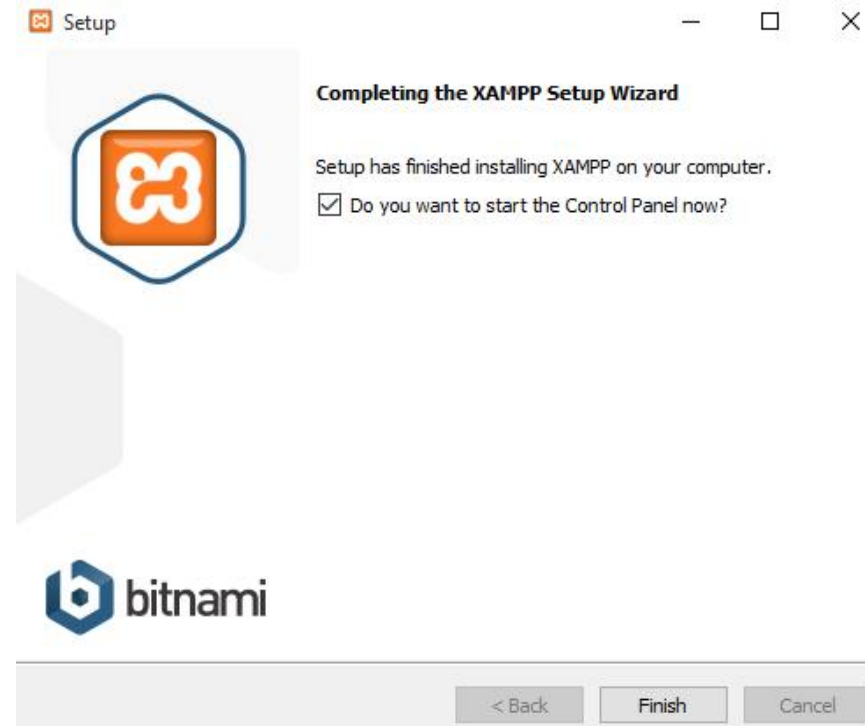 Setup
Completing the XAMPP Setup Wizard
Setup has finished installing XAMPP on your computer.
Do you want to start the Control Panel now?
bitnami
< Back
Finish
Cancel